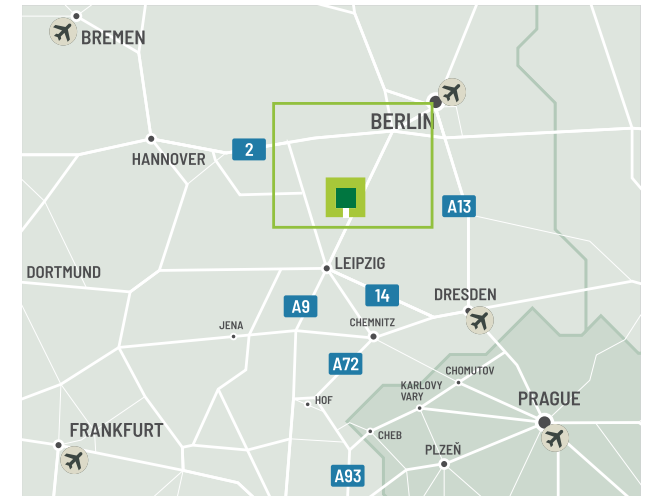 BREMEN
BERLIN
2
HANNOVER
A13
LEIPZIG
DORTMUND
14
DRESDEN
A9
JENA
CHEMNITZ
A72
CHOMUTOV
KARLOVY
VARY
HOF
PRAGUE
FRANKFURT
CHEB
PLZEŇ
A93